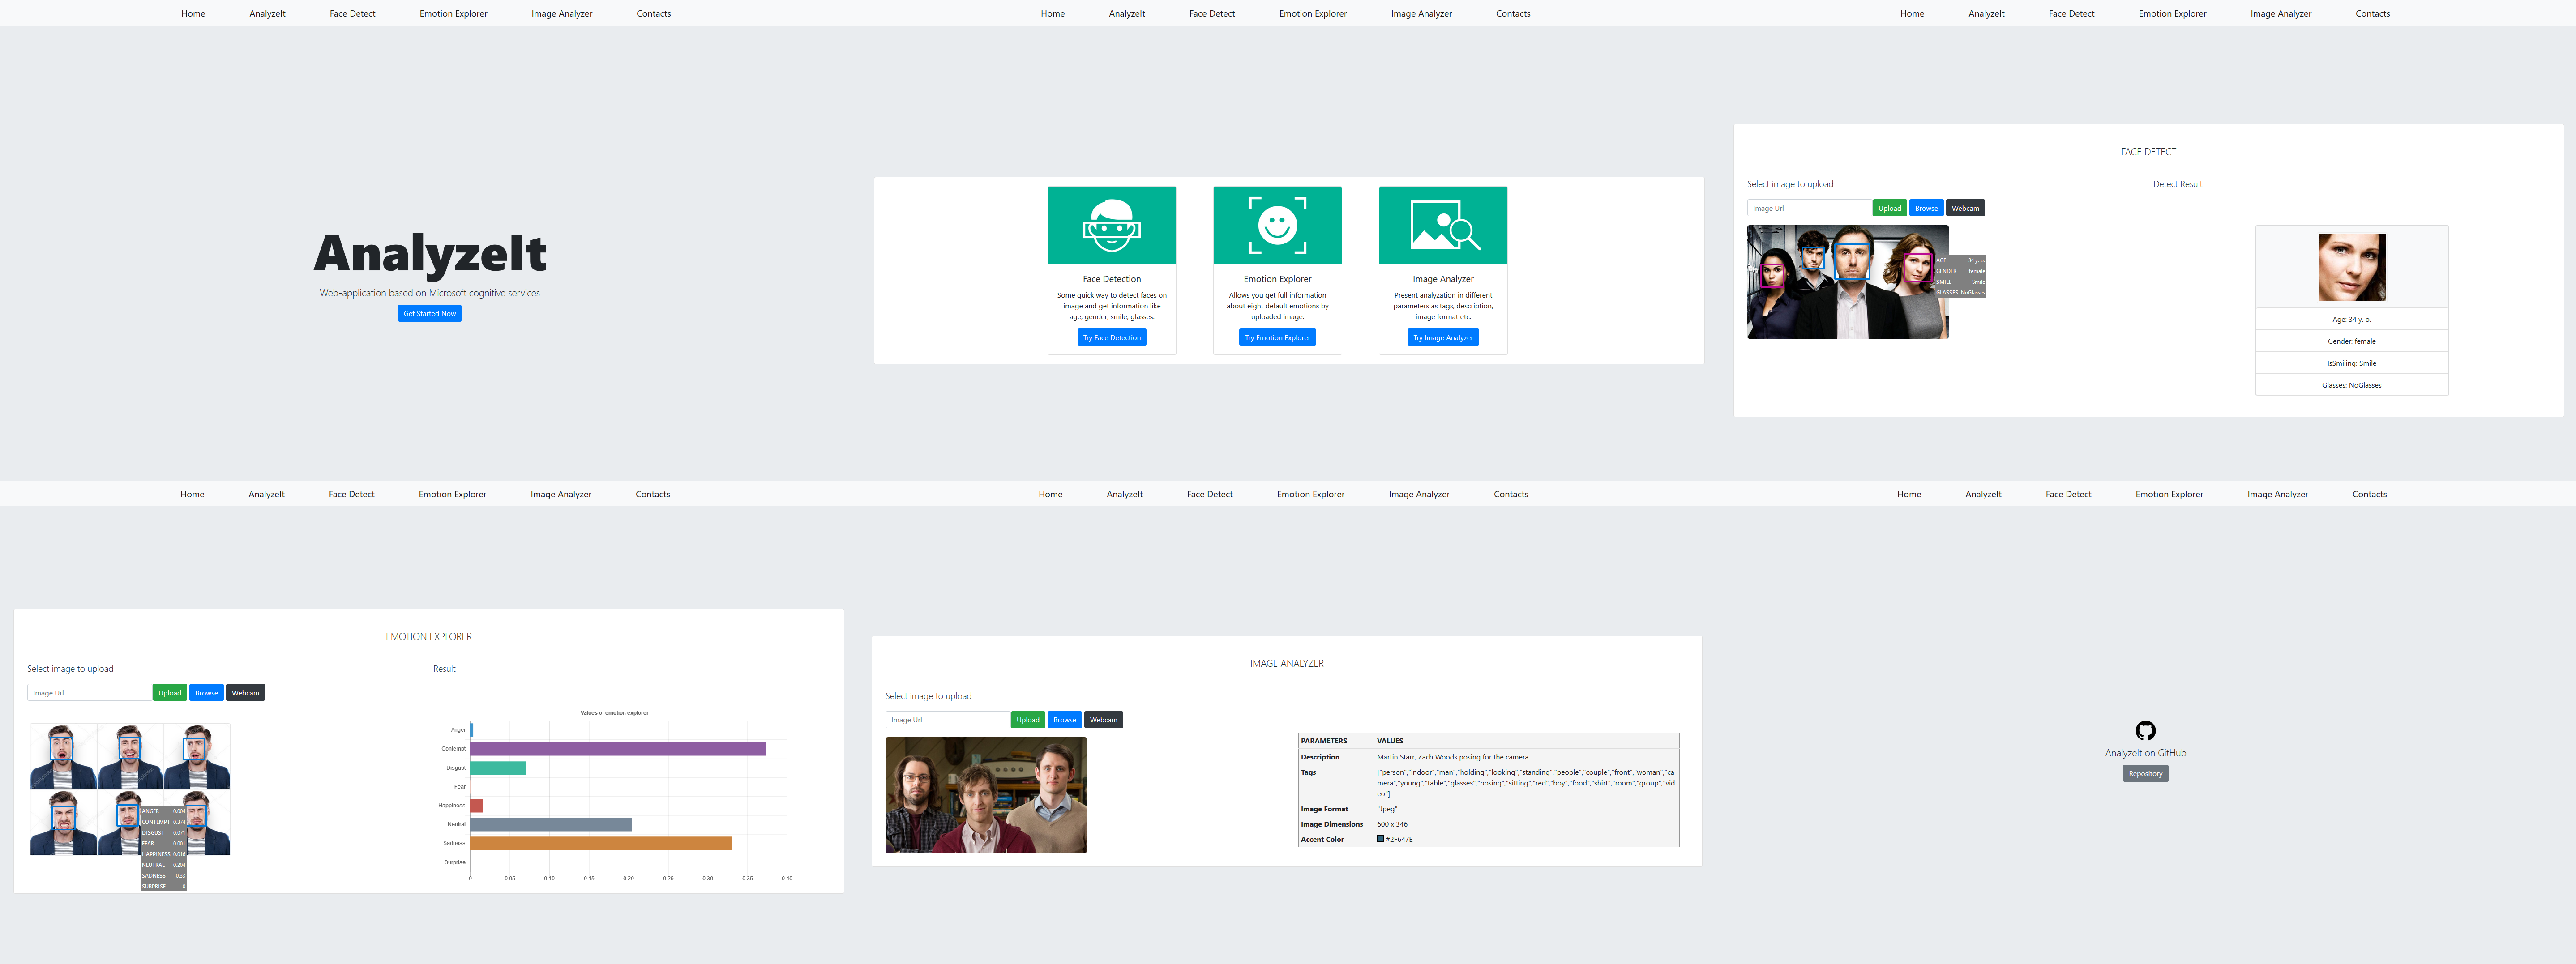 Home AnalyzeIt Face Detect Emotion Explorer Image Analyzer Contacts
AnalyzeIt
Web-application based on Microsoft cognitive services
Get Started Now
Home AnalyzeIt Face Detect Emotion Explorer Image Analyzer Contacts
Face Detection
Some quick way to detect faces on
image and get information like
age, gender, smile, glasses.
Try Face Detection
Emotion Explorer
Allows you get full information
about eight default emotions by
uploaded image.
Try Emotion Explorer
Image Analyzer
Present analyzation in different
parameters as tags, description,
image format etc.
Try Image Analyzer
Home AnalyzeIt Face Detect Emotion Explorer Image Analyzer Contacts
FACE DETECT
Select image to upload
Image Url Upload Browse Webcam
AGE 34 y. o.
GENDER female
SMILE Smile
GLASSES NoGlasses
Detect Result
Age: 34 y. o.
Gender: female
IsSmiling: Smile
Glasses: NoGlasses
Home AnalyzeIt Face Detect Emotion Explorer Image Analyzer Contacts
EMOTION EXPLORER
Select image to upload
Image Url Upload Browse Webcam
ANGER 0.004
CONTEMPT 0.374
DISGUST 0.071
FEAR 0.001
HAPPINESS 0.016
NEUTRAL 0.204
SADNESS 0.33
SURPRISE 0
Result
Values of emotion explorer
Anger
Contempt
Disgust
Fear
Happiness
Neutral
Sadness
Surprise
0 0.05 0.10 0.15 0.20 0.25 0.30 0.35 0.40
Home AnalyzeIt Face Detect Emotion Explorer Image Analyzer Contacts
IMAGE ANALYZER
Select image to upload
Image Url Upload Browse Webcam
PARAMETERS VALUES
Description Martin Starr, Zach Woods posing for the camera
Tags ["person","indoor","man","holding","looking","standing","people","couple","front","woman","ca
mera","young","table","glasses","posing","sitting","red","boy","food","shirt","room","group","vid
eo"]
Image Format "Jpeg"
Image Dimensions 600 x 346
Accent Color #2F647E
Home AnalyzeIt Face Detect Emotion Explorer Image Analyzer Contacts
AnalyzeIt on GitHub
Repository